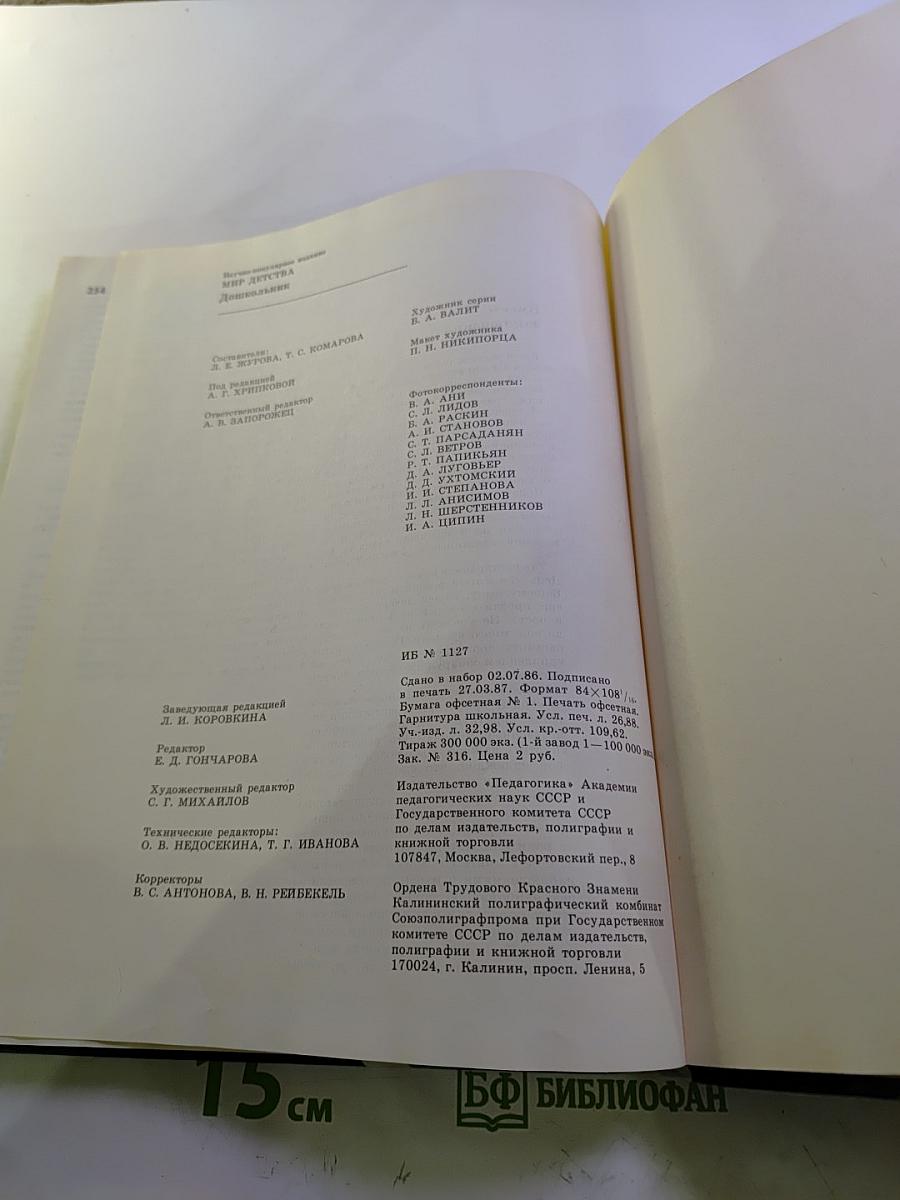 254
Научно-популярное издание
МИР ДЕТСТВА
Дошкольник
Составители:
Л. Е. ЖУРОВА, Т. С. КОМАРОВА
Под редакцией
А. Г. ХРИПКОВОЙ
Ответственный редактор
А. В. ЗАПОРОЖЕЦ
Художник серии
Б. А. ВАЛИТ
Макет художника
П. Н. НИКИПОРЦА
Фотокорреспонденты:
В. А. АНИ
С. Л. ЛИДОВ
Б. А. РАСКИН
А. И. СТАНОВОВ
С. Т. ПАРСАДАНЯН
С. Л. ВЕТРОВ
Р. Т. ПАПИКЬЯН
Д. А. ЛУГОВЬЕР
Д. Д. УХТОМСКИЙ
И. И. СТЕПАНОВА
Л. Л. АНИСИМОВ
Л. Н. ШЕРСТЕННИКОВ
И. А. ЦИПИН
Заведующая редакцией
Л. И. КОРОВКИНА
Редактор
Е. Д. ГОНЧАРОВА
Художественный редактор
С. Г. МИХАЙЛОВ
Технические редакторы:
О. В. НЕДОСЕКИНА, Т. Г. ИВАНОВА
Корректоры
В. С. АНТОНОВА, В. Н. РЕЙБЕКЕЛЬ
ИБ № 1127
Сдано в набор 02.07.86. Подписано
в печать 27.03.87. Формат 84×108¹/₁₆.
Бумага офсетная № 1. Печать офсетная.
Гарнитура школьная. Усл. печ. л. 26,88.
Уч.-изд. л. 32,98. Усл. кр.-отт. 109,62.
Тираж 300 000 экз. (1-й завод 1—100 000 экз.
Зак. № 316. Цена 2 руб.
Издательство «Педагогика» Академии
педагогических наук СССР и
Государственного комитета СССР
по делам издательств, полиграфии и
книжной торговли
107847, Москва, Лефортовский пер., 8
Ордена Трудового Красного Знамени
Калининский полиграфический комбинат
Союзполиграфпрома при Государственном
комитете СССР по делам издательств,
полиграфии и книжной торговли
170024, г. Калинин, просп. Ленина, 5
15 см
БФ БИБЛИОФАН